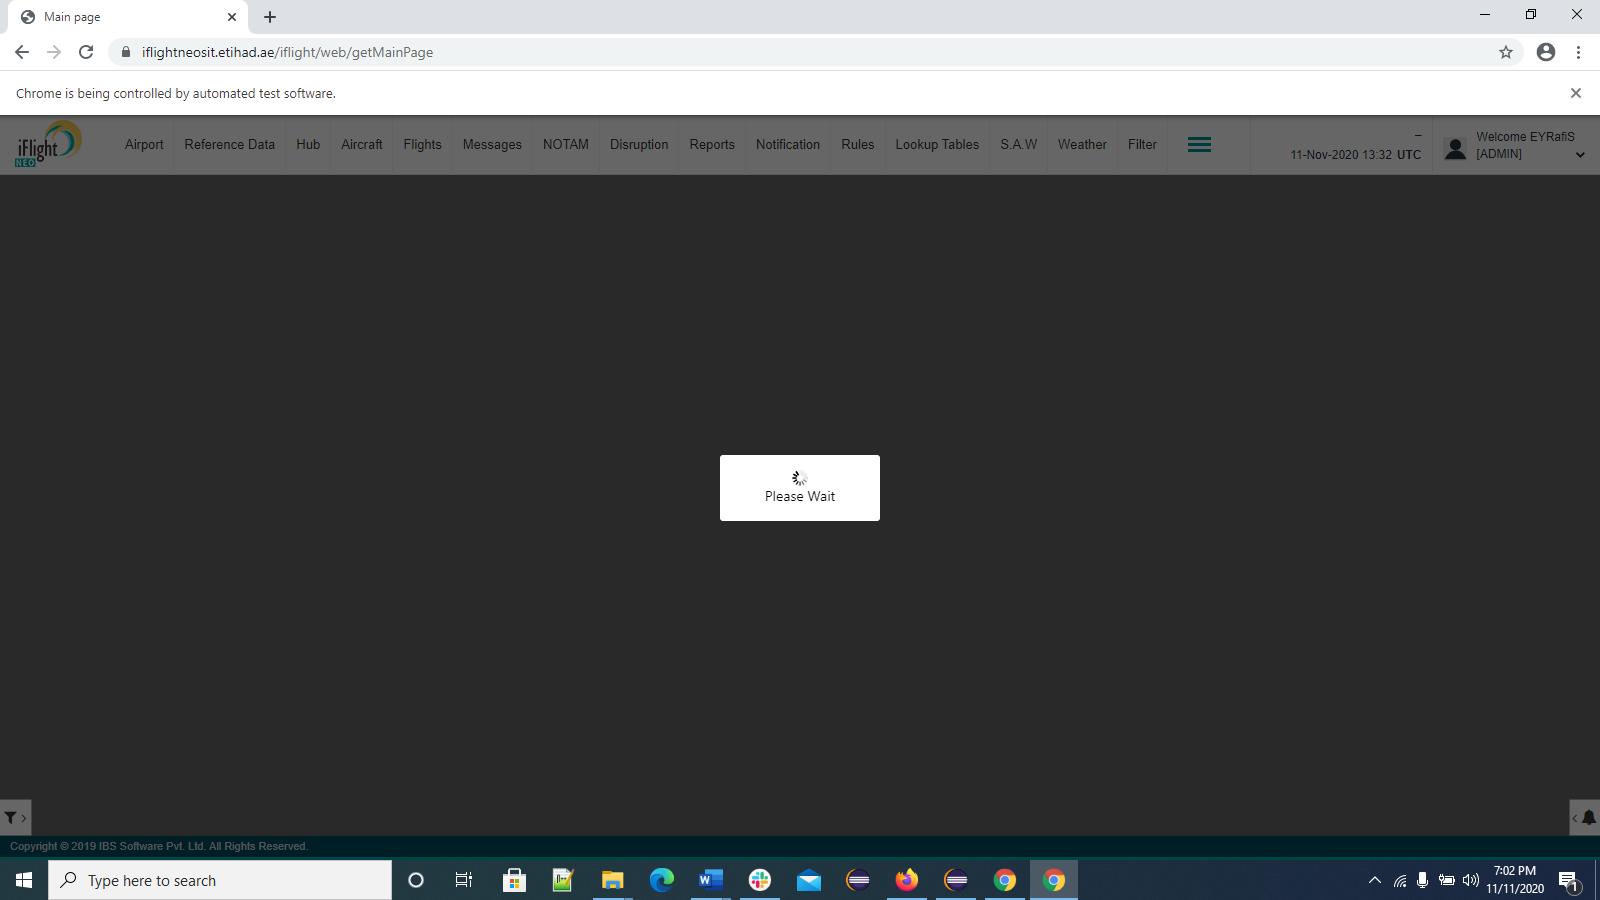 Main page
iflightneosit.etihad.ae/iflight/web/getMainPage
Chrome is being controlled by automated test software.
iFlight
NEO
Airport Reference Data Hub Aircraft Flights Messages NOTAM Disruption Reports Notification Rules Lookup Tables S.A.W Weather Filter
–
11-Nov-2020 13:32 UTC
Welcome EYRafiS
[ADMIN]
Please Wait
Copyright © 2019 IBS Software Pvt. Ltd. All Rights Reserved.
Type here to search
7:02 PM
11/11/2020
1